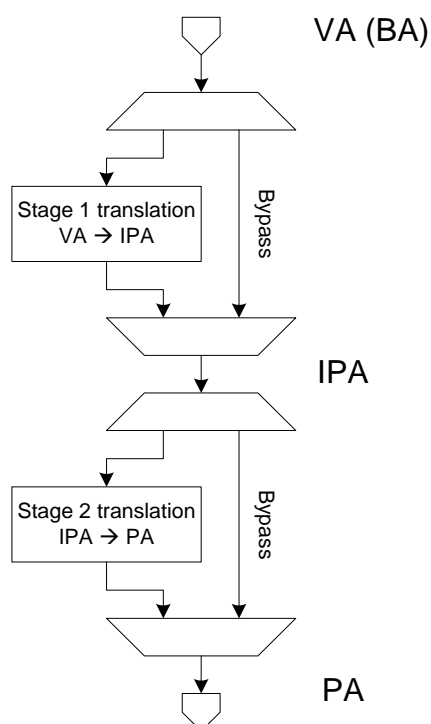 VA (BA)
Stage 1 translation
VA → IPA
Bypass
IPA
Stage 2 translation
IPA → PA
Bypass
PA